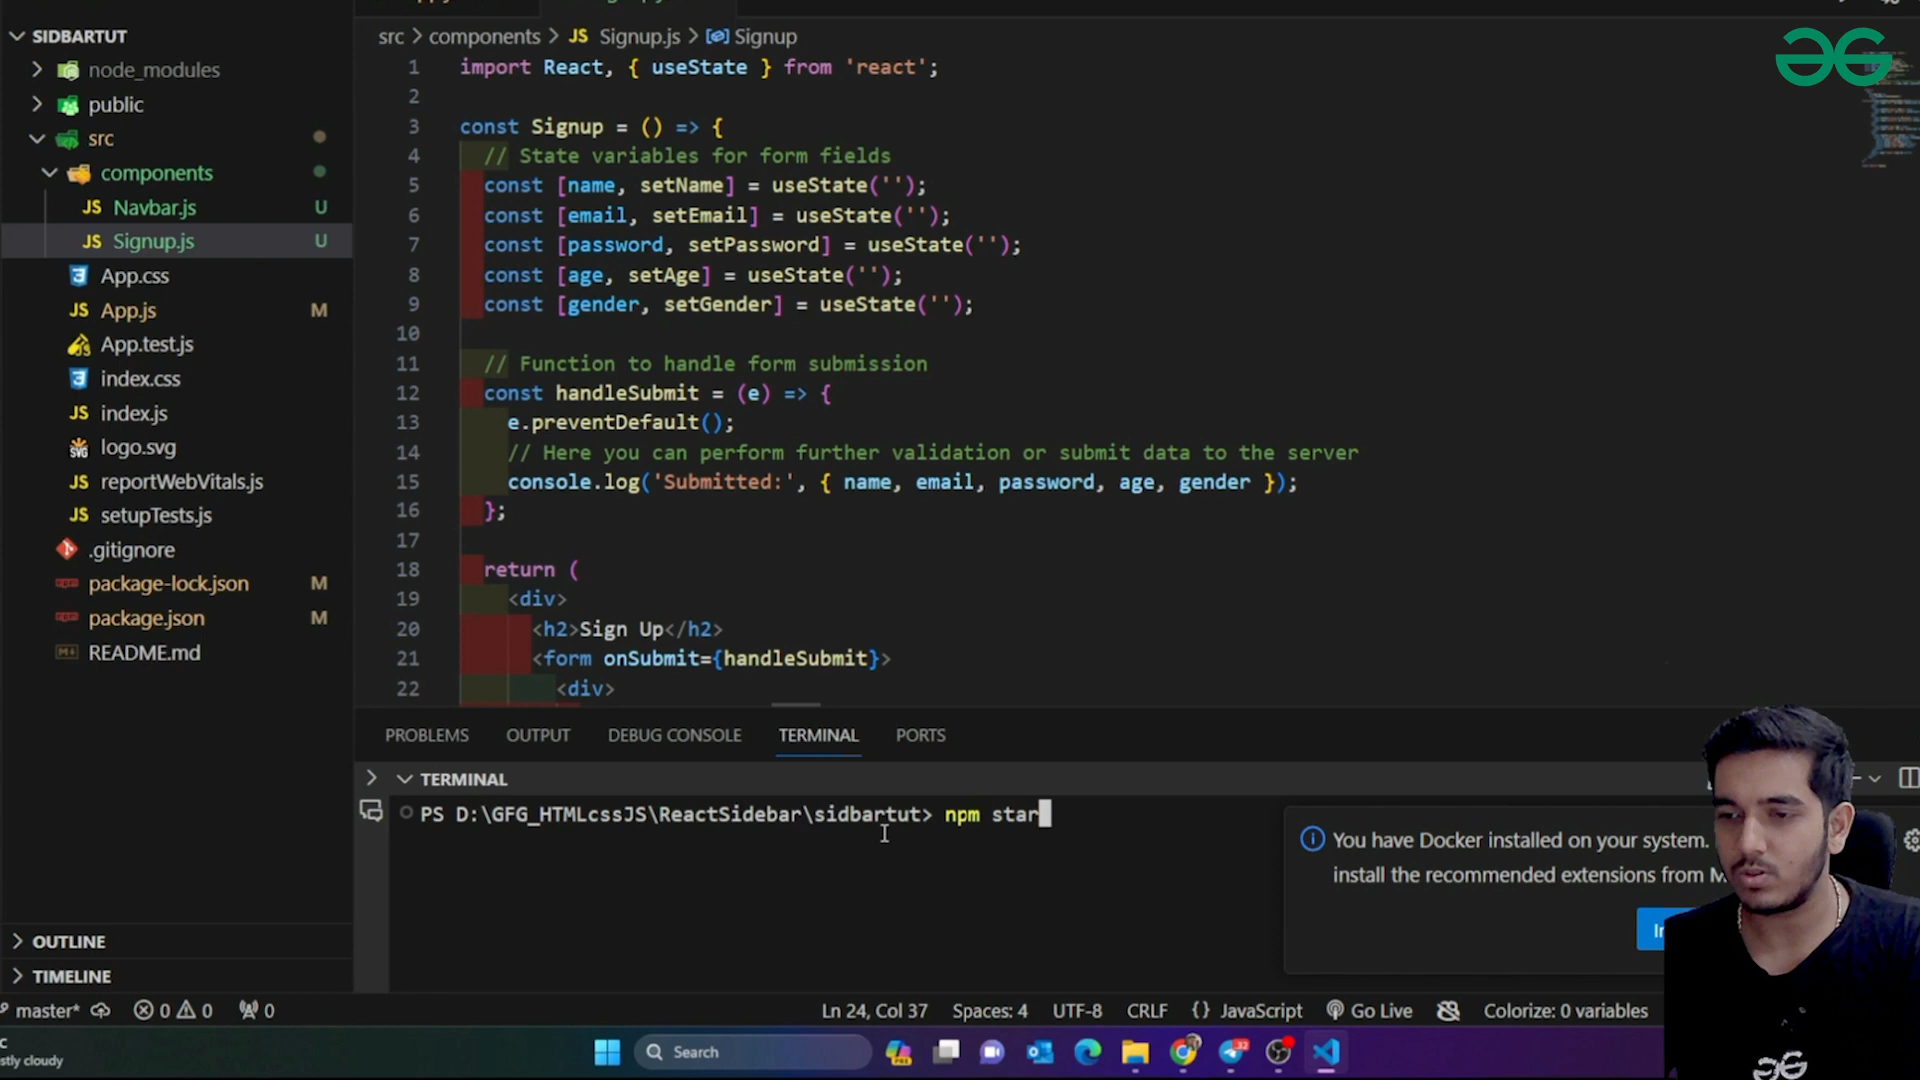 SIDBARTUT
node_modules
public
src
components
JS Navbar.js U
JS Signup.js U
App.css
JS App.js M
App.test.js
index.css
JS index.js
logo.svg
JS reportWebVitals.js
JS setupTests.js
.gitignore
package-lock.json M
package.json M
README.md
OUTLINE
TIMELINE
src > components > JS Signup.js > Signup
1 import React, { useState } from 'react';
2
3 const Signup = () => {
4 // State variables for form fields
5 const [name, setName] = useState('');
6 const [email, setEmail] = useState('');
7 const [password, setPassword] = useState('');
8 const [age, setAge] = useState('');
9 const [gender, setGender] = useState('');
10
11 // Function to handle form submission
12 const handleSubmit = (e) => {
13 e.preventDefault();
14 // Here you can perform further validation or submit data to the server
15 console.log('Submitted:', { name, email, password, age, gender });
16 };
17
18 return (
19 <div>
20 <h2>Sign Up</h2>
21 <form onSubmit={handleSubmit}>
22 <div>
PROBLEMS OUTPUT DEBUG CONSOLE TERMINAL PORTS
TERMINAL
PS D:\GFG_HTMLcssJS\ReactSidebar\sidbartut> npm star
You have Docker installed on your system.
install the recommended extensions from M
In
master* 0 0 0
Ln 24, Col 37 Spaces: 4 UTF-8 CRLF {} JavaScript Go Live Colorize: 0 variables
stly cloudy
Search